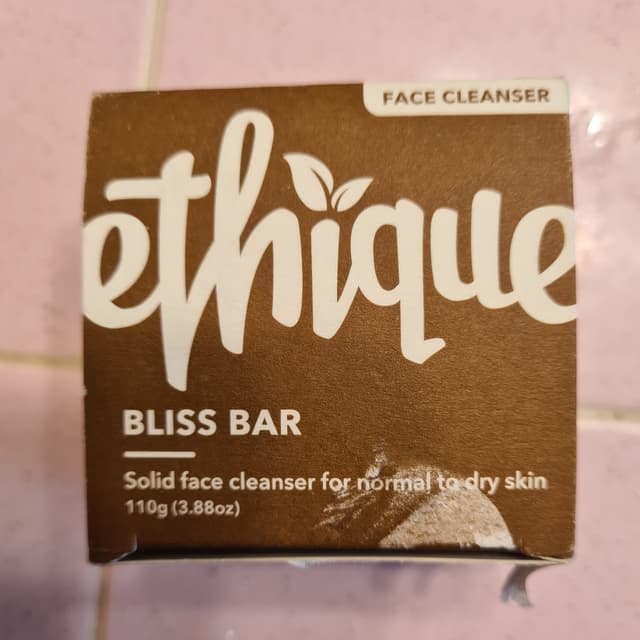 FACE CLEANSER
ethique
BLISS BAR
Solid face cleanser for normal to dry skin
110g (3.88oz)